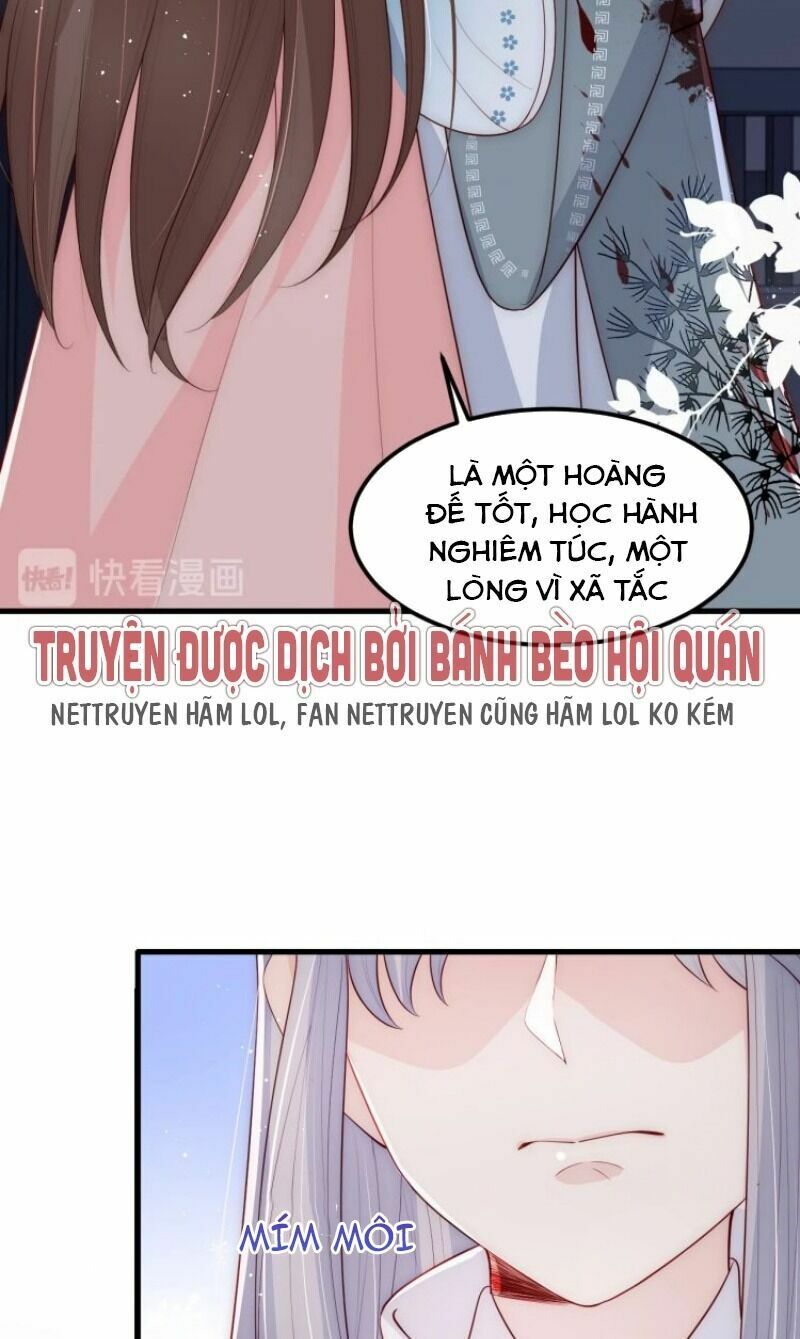 LÀ MỘT HOÀNG
ĐẾ TỐT, HỌC HÀNH
NGHIÊM TÚC, MỘT
LÒNG VÌ XÃ TẮC
快看! 快看漫画
TRUYỆN ĐƯỢC DỊCH BỞI BÁNH BÈO HỘI QUÁN
NETTRUYEN HÃM LOL, FAN NETTRUYEN CŨNG HÃM LOL KO KÉM
MÍM MÔI